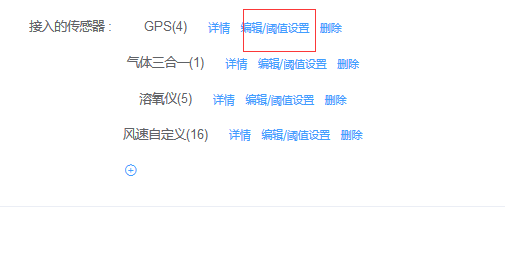 接入的传感器 : GPS(4) 详情 编辑/阈值设置 删除
气体三合一(1) 详情 编辑/阈值设置 删除
溶氧仪(5) 详情 编辑/阈值设置 删除
风速自定义(16) 详情 编辑/阈值设置 删除